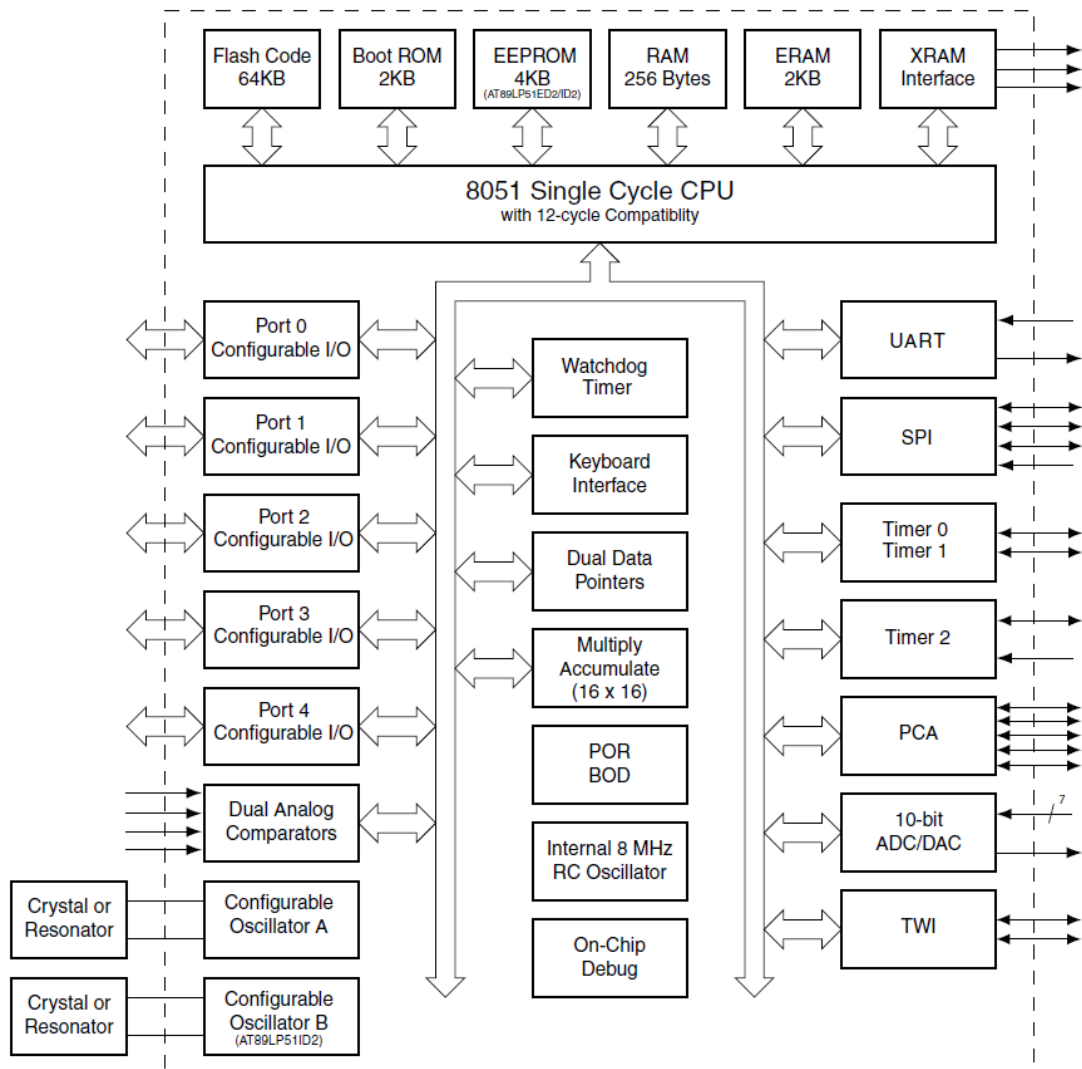 Flash Code
64KB
Boot ROM
2KB
EEPROM
4KB
(AT89LP51ED2/ID2)
RAM
256 Bytes
ERAM
2KB
XRAM
Interface
8051 Single Cycle CPU
with 12-cycle Compatiblity
Port 0
Configurable I/O
Port 1
Configurable I/O
Port 2
Configurable I/O
Port 3
Configurable I/O
Port 4
Configurable I/O
Dual Analog
Comparators
Crystal or
Resonator
Configurable
Oscillator A
Crystal or
Resonator
Configurable
Oscillator B
(AT89LP51ID2)
Watchdog
Timer
Keyboard
Interface
Dual Data
Pointers
Multiply
Accumulate
(16 x 16)
POR
BOD
Internal 8 MHz
RC Oscillator
On-Chip
Debug
UART
SPI
Timer 0
Timer 1
Timer 2
PCA
10-bit
ADC/DAC
7
TWI